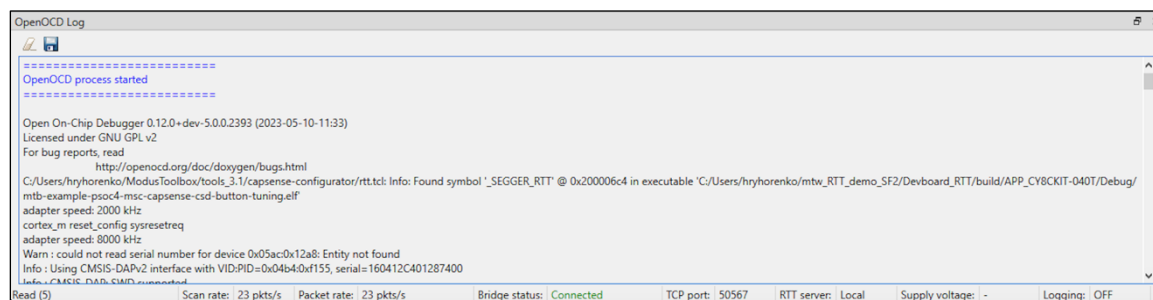 OpenOCD Log
==========================
OpenOCD process started
==========================
Open On-Chip Debugger 0.12.0+dev-5.0.0.2393 (2023-05-10-11:33)
Licensed under GNU GPL v2
For bug reports, read
http://openocd.org/doc/doxygen/bugs.html
C:/Users/hryhorenko/ModusToolbox/tools_3.1/capsense-configurator/rtt.tcl: Info: Found symbol '_SEGGER_RTT' @ 0x200006c4 in executable 'C:/Users/hryhorenko/mtw_RTT_demo_SF2/Devboard_RTT/build/APP_CY8CKIT-040T/Debug/
mtb-example-psoc4-msc-capsense-csd-button-tuning.elf'
adapter speed: 2000 kHz
cortex_m reset_config sysresetreq
adapter speed: 8000 kHz
Warn : could not read serial number for device 0x05ac:0x12a8: Entity not found
Info : Using CMSIS-DAPv2 interface with VID:PID=0x04b4:0xf155, serial=160412C401287400
Info : CMSIS-DAP: SWD supported
Read (5) Scan rate: 23 pkts/s Packet rate: 23 pkts/s Bridge status: Connected TCP port: 50567 RTT server: Local Supply voltage: - Logging: OFF